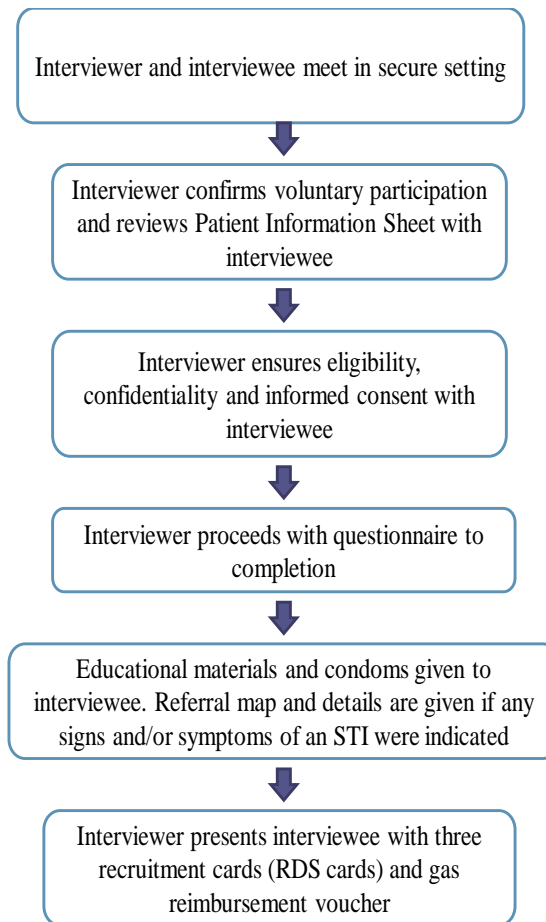 Interviewer and interviewee meet in secure setting
Interviewer confirms voluntary participation
and reviews Patient Information Sheet with
interviewee
Interviewer ensures eligibility,
confidentiality and informed consent with
interviewee
Interviewer proceeds with questionnaire to
completion
Educational materials and condoms given to
interviewee. Referral map and details are given if any
signs and/or symptoms of an STI were indicated
Interviewer presents interviewee with three
recruitment cards (RDS cards) and gas
reimbursement voucher